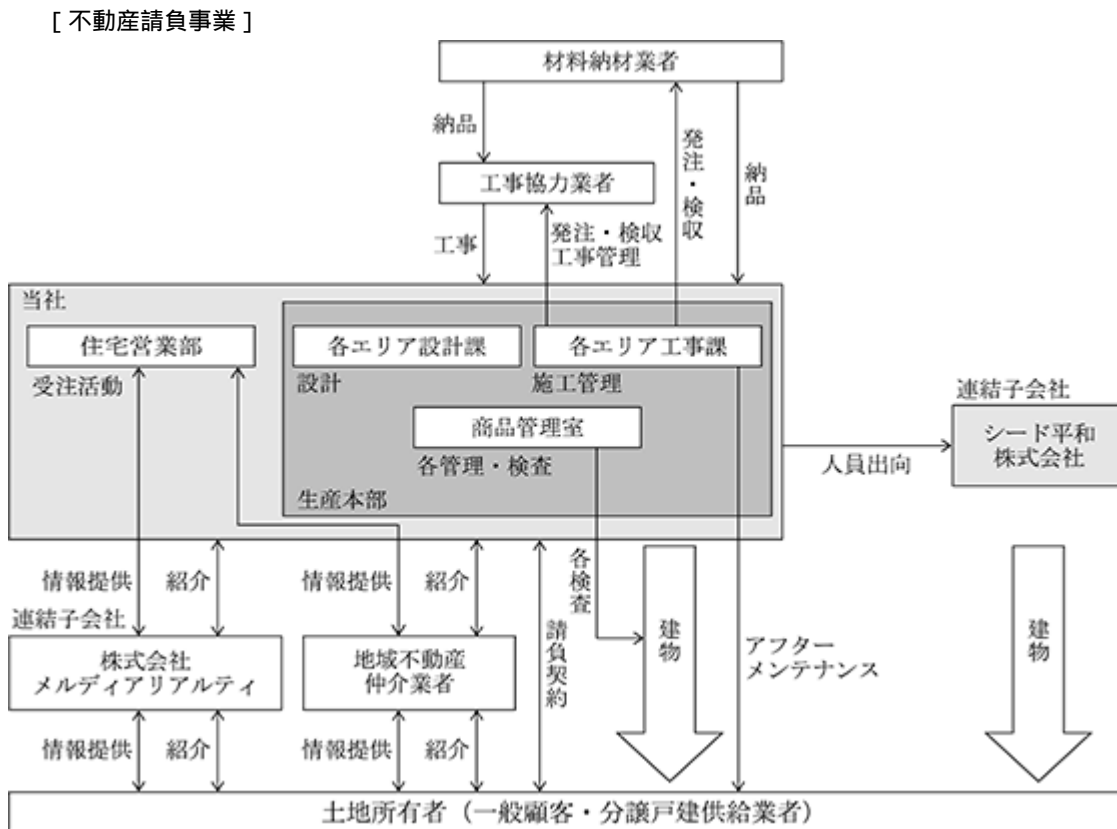 [ 不動産請負事業 ]
材料納材業者
納品
発注・検収
納品
工事協力業者
工事
発注・検収
工事管理
当社
住宅営業部
受注活動
各エリア設計課
設計
各エリア工事課
施工管理
商品管理室
各管理・検査
生産本部
人員出向
連結子会社
シード平和
株式会社
情報提供
紹介
情報提供
紹介
請負契約
各検査
建物
アフター
メンテナンス
建物
連結子会社
株式会社
メルディアリアルティ
地域不動産
仲介業者
情報提供
紹介
情報提供
紹介
土地所有者（一般顧客・分譲戸建供給業者）